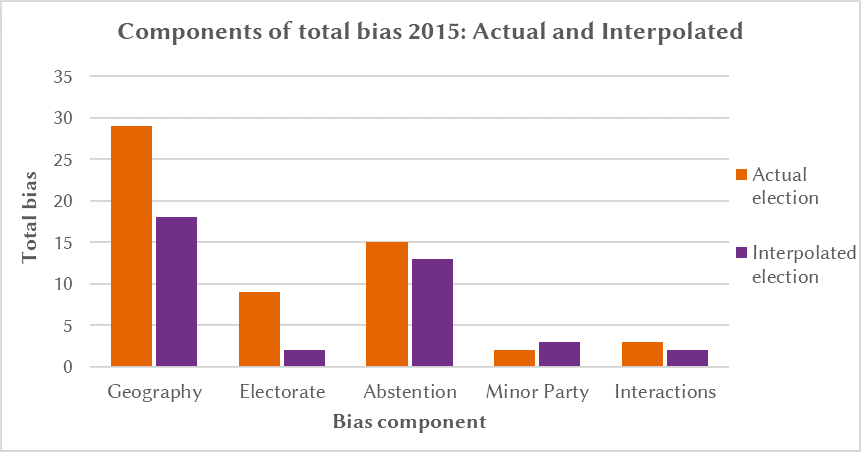 Components of total bias 2015: Actual and Interpolated
35
30
25
20
15
10
5
0
Total bias
Geography
Electorate
Abstention
Minor Party
Interactions
Bias component
Actual
election
Interpolated
election